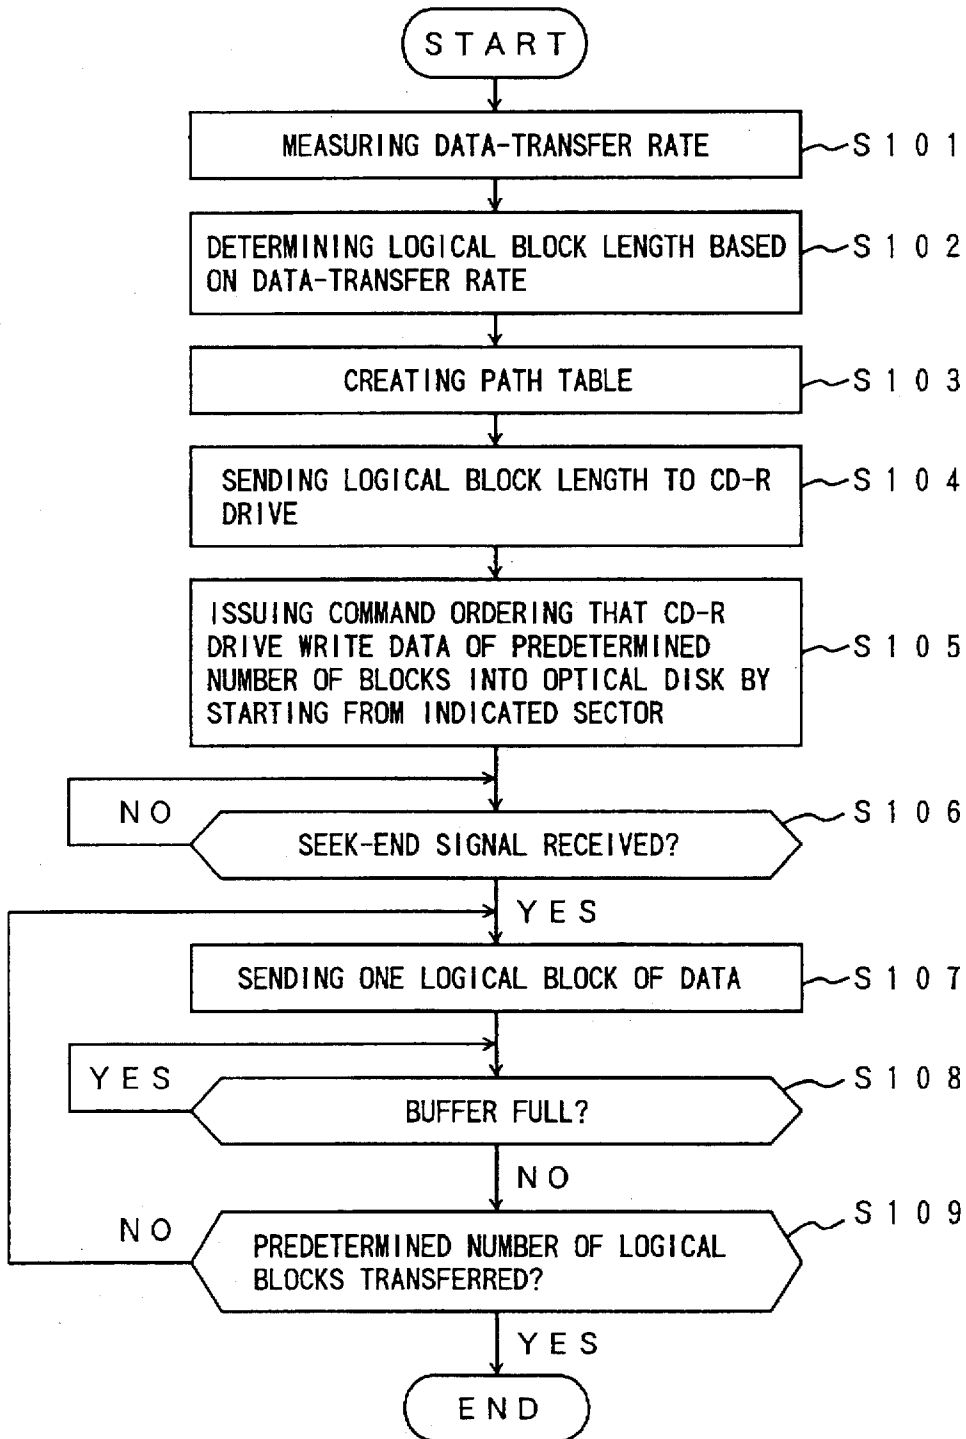 START
MEASURING DATA-TRANSFER RATE
S101
DETERMINING LOGICAL BLOCK LENGTH BASED
ON DATA-TRANSFER RATE
S102
CREATING PATH TABLE
S103
SENDING LOGICAL BLOCK LENGTH TO CD-R
DRIVE
S104
ISSUING COMMAND ORDERING THAT CD-R
DRIVE WRITE DATA OF PREDETERMINED
NUMBER OF BLOCKS INTO OPTICAL DISK BY
STARTING FROM INDICATED SECTOR
S105
NO
SEEK-END SIGNAL RECEIVED?
S106
YES
SENDING ONE LOGICAL BLOCK OF DATA
S107
YES
BUFFER FULL?
S108
NO
NO
PREDETERMINED NUMBER OF LOGICAL
BLOCKS TRANSFERRED?
S109
YES
END